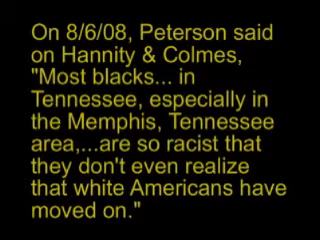 On 8/6/08, Peterson said
on Hannity & Colmes,
"Most blacks... in
Tennessee, especially in
the Memphis, Tennessee
area,...are so racist that
they don't even realize
that white Americans have
moved on."